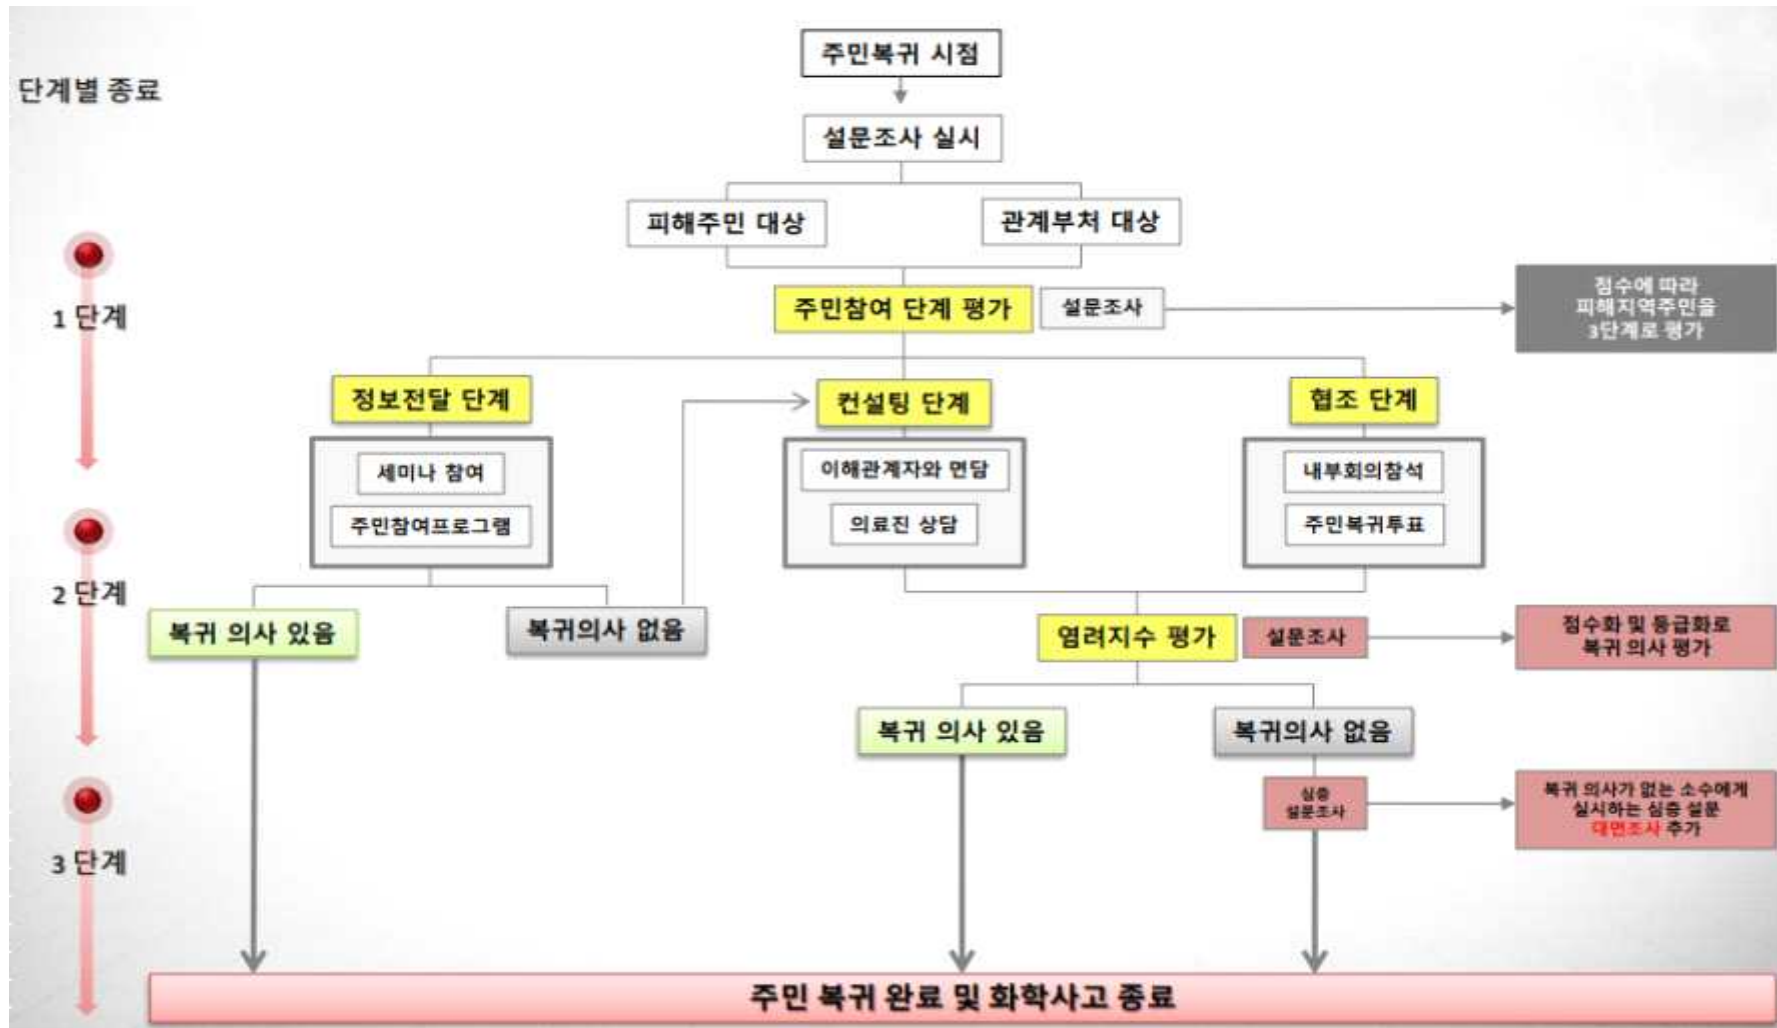 주민복귀 시점
단계별 종료
설문조사 실시
피해주민 대상
관계부처 대상
1 단계
주민참여 단계 평가
설문조사
점수에 따라
피해지역주민을
3단계로 평가
정보전달 단계
컨설팅 단계
협조 단계
세미나 참여
주민참여프로그램
이해관계자와 면담
의료진 상담
내부회의참석
주민복귀투표
2 단계
복귀 의사 있음
복귀의사 없음
염려지수 평가
설문조사
점수화 및 등급화로
복귀 의사 평가
복귀 의사 있음
복귀의사 없음
심층
설문조사
복귀 의사가 없는 소수에게
실시하는 심층 설문
대면조사 추가
3 단계
주민 복귀 완료 및 화학사고 종료